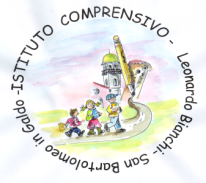 ISTITUTO COMPRENSIVO - Leonardo Bianchi - San Bartolomeo in Galdo -